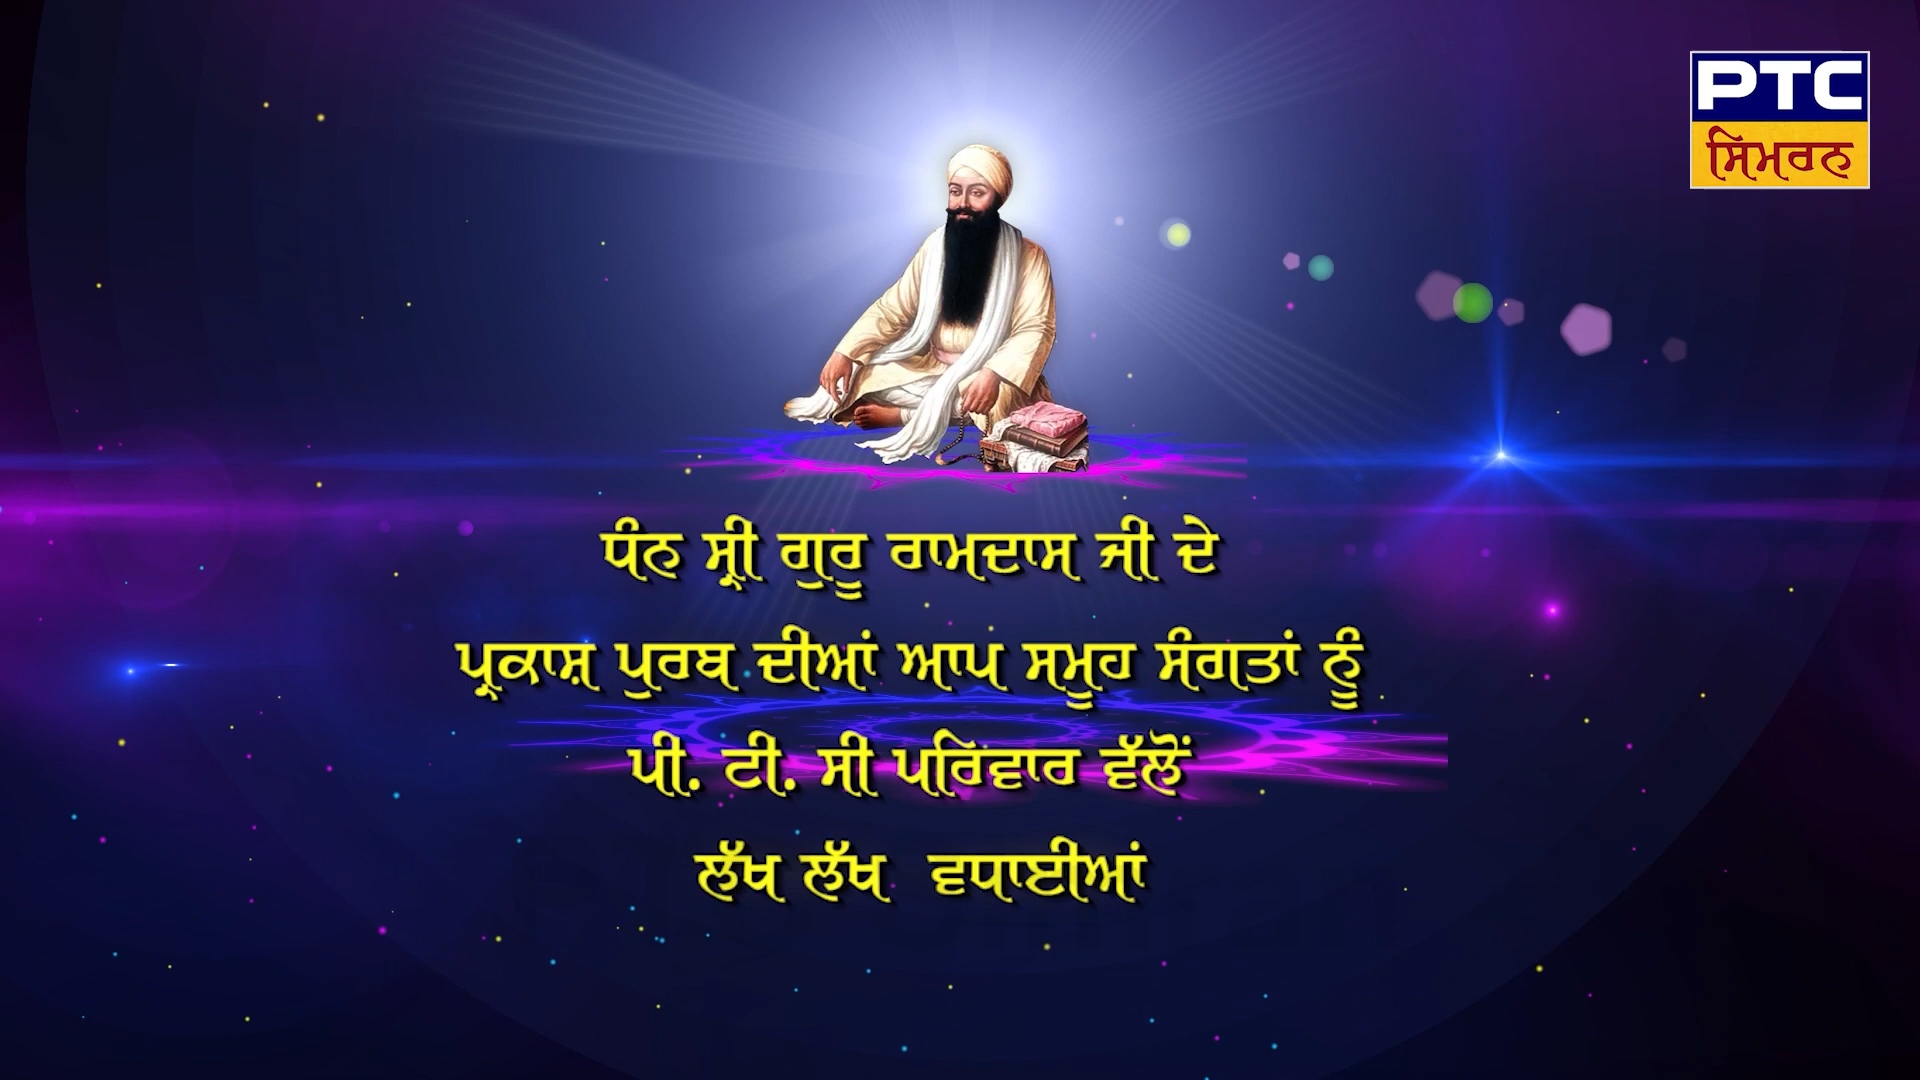 PTC
ਸਿਮਰਨ
ਧੰਨ ਸ਼੍ਰੀ ਗੁਰੂ ਰਾਮਦਾਸ ਜੀ ਦੇ
ਪ੍ਰਕਾਸ਼ ਪੁਰਬ ਦੀਆਂ ਆਪ ਸਮੂਹ ਸੰਗਤਾਂ ਨੂੰ
ਪੀ. ਟੀ. ਸੀ ਪਰਿਵਾਰ ਵੱਲੋਂ
ਲੱਖ ਲੱਖ ਵਧਾਈਆਂ